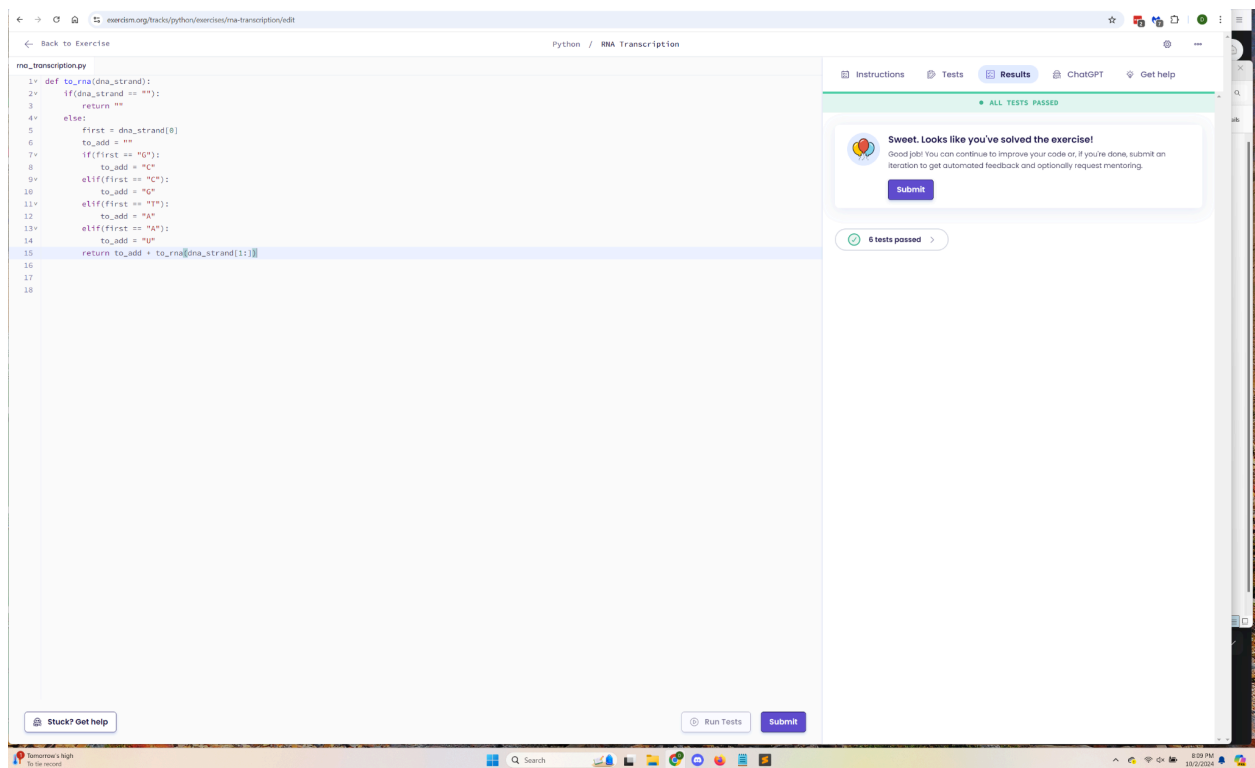 exercism.org/tracks/python/exercises/rna-transcription/edit
Back to Exercise
Python / RNA Transcription
rna_transcription.py
1 def to_rna(dna_strand):
2 if(dna_strand == ""):
3 return ""
4 else:
5 first = dna_strand[0]
6 to_add = ""
7 if(first == "G"):
8 to_add = "C"
9 elif(first == "C"):
10 to_add = "G"
11 elif(first == "T"):
12 to_add = "A"
13 elif(first == "A"):
14 to_add = "U"
15 return to_add + to_rna(dna_strand[1:])
16
17
18
Stuck? Get help
Run Tests
Submit
Instructions
Tests
Results
ChatGPT
Get help
ALL TESTS PASSED
Sweet. Looks like you've solved the exercise!
Good job! You can continue to improve your code or, if you're done, submit an
iteration to get automated feedback and optionally request mentoring.
Submit
6 tests passed
Tomorrow's high
To be record
Search
8:09 PM
10/2/2024